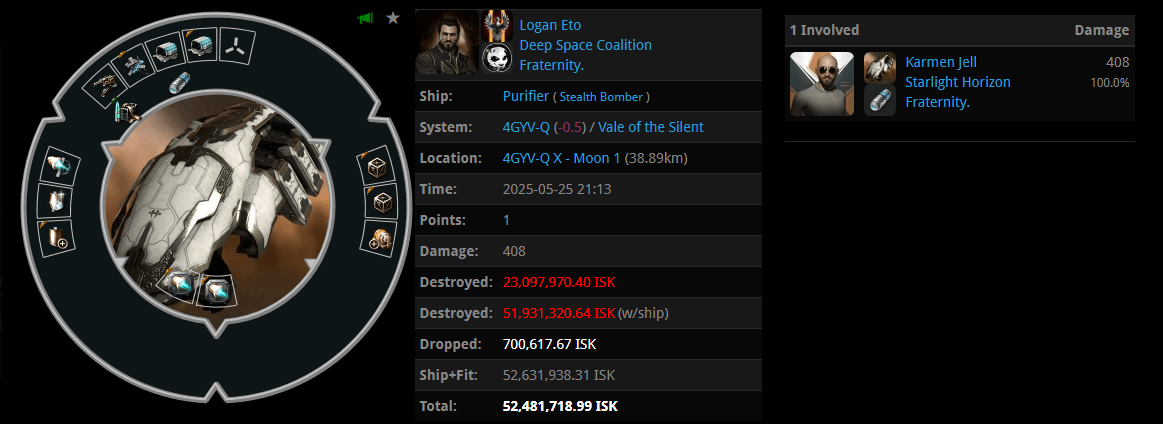 Logan Eto
Deep Space Coalition
Fraternity.
Ship: Purifier ( Stealth Bomber )
System: 4GYV-Q (-0.5) / Vale of the Silent
Location: 4GYV-Q X - Moon 1 (38.89km)
Time: 2025-05-25 21:13
Points: 1
Damage: 408
Destroyed: 23,097,970.40 ISK
Destroyed: 51,931,320.64 ISK (w/ship)
Dropped: 700,617.67 ISK
Ship+Fit: 52,631,938.31 ISK
Total: 52,481,718.99 ISK
1 Involved Damage
Karmen Jell 408
Starlight Horizon 100.0%
Fraternity.